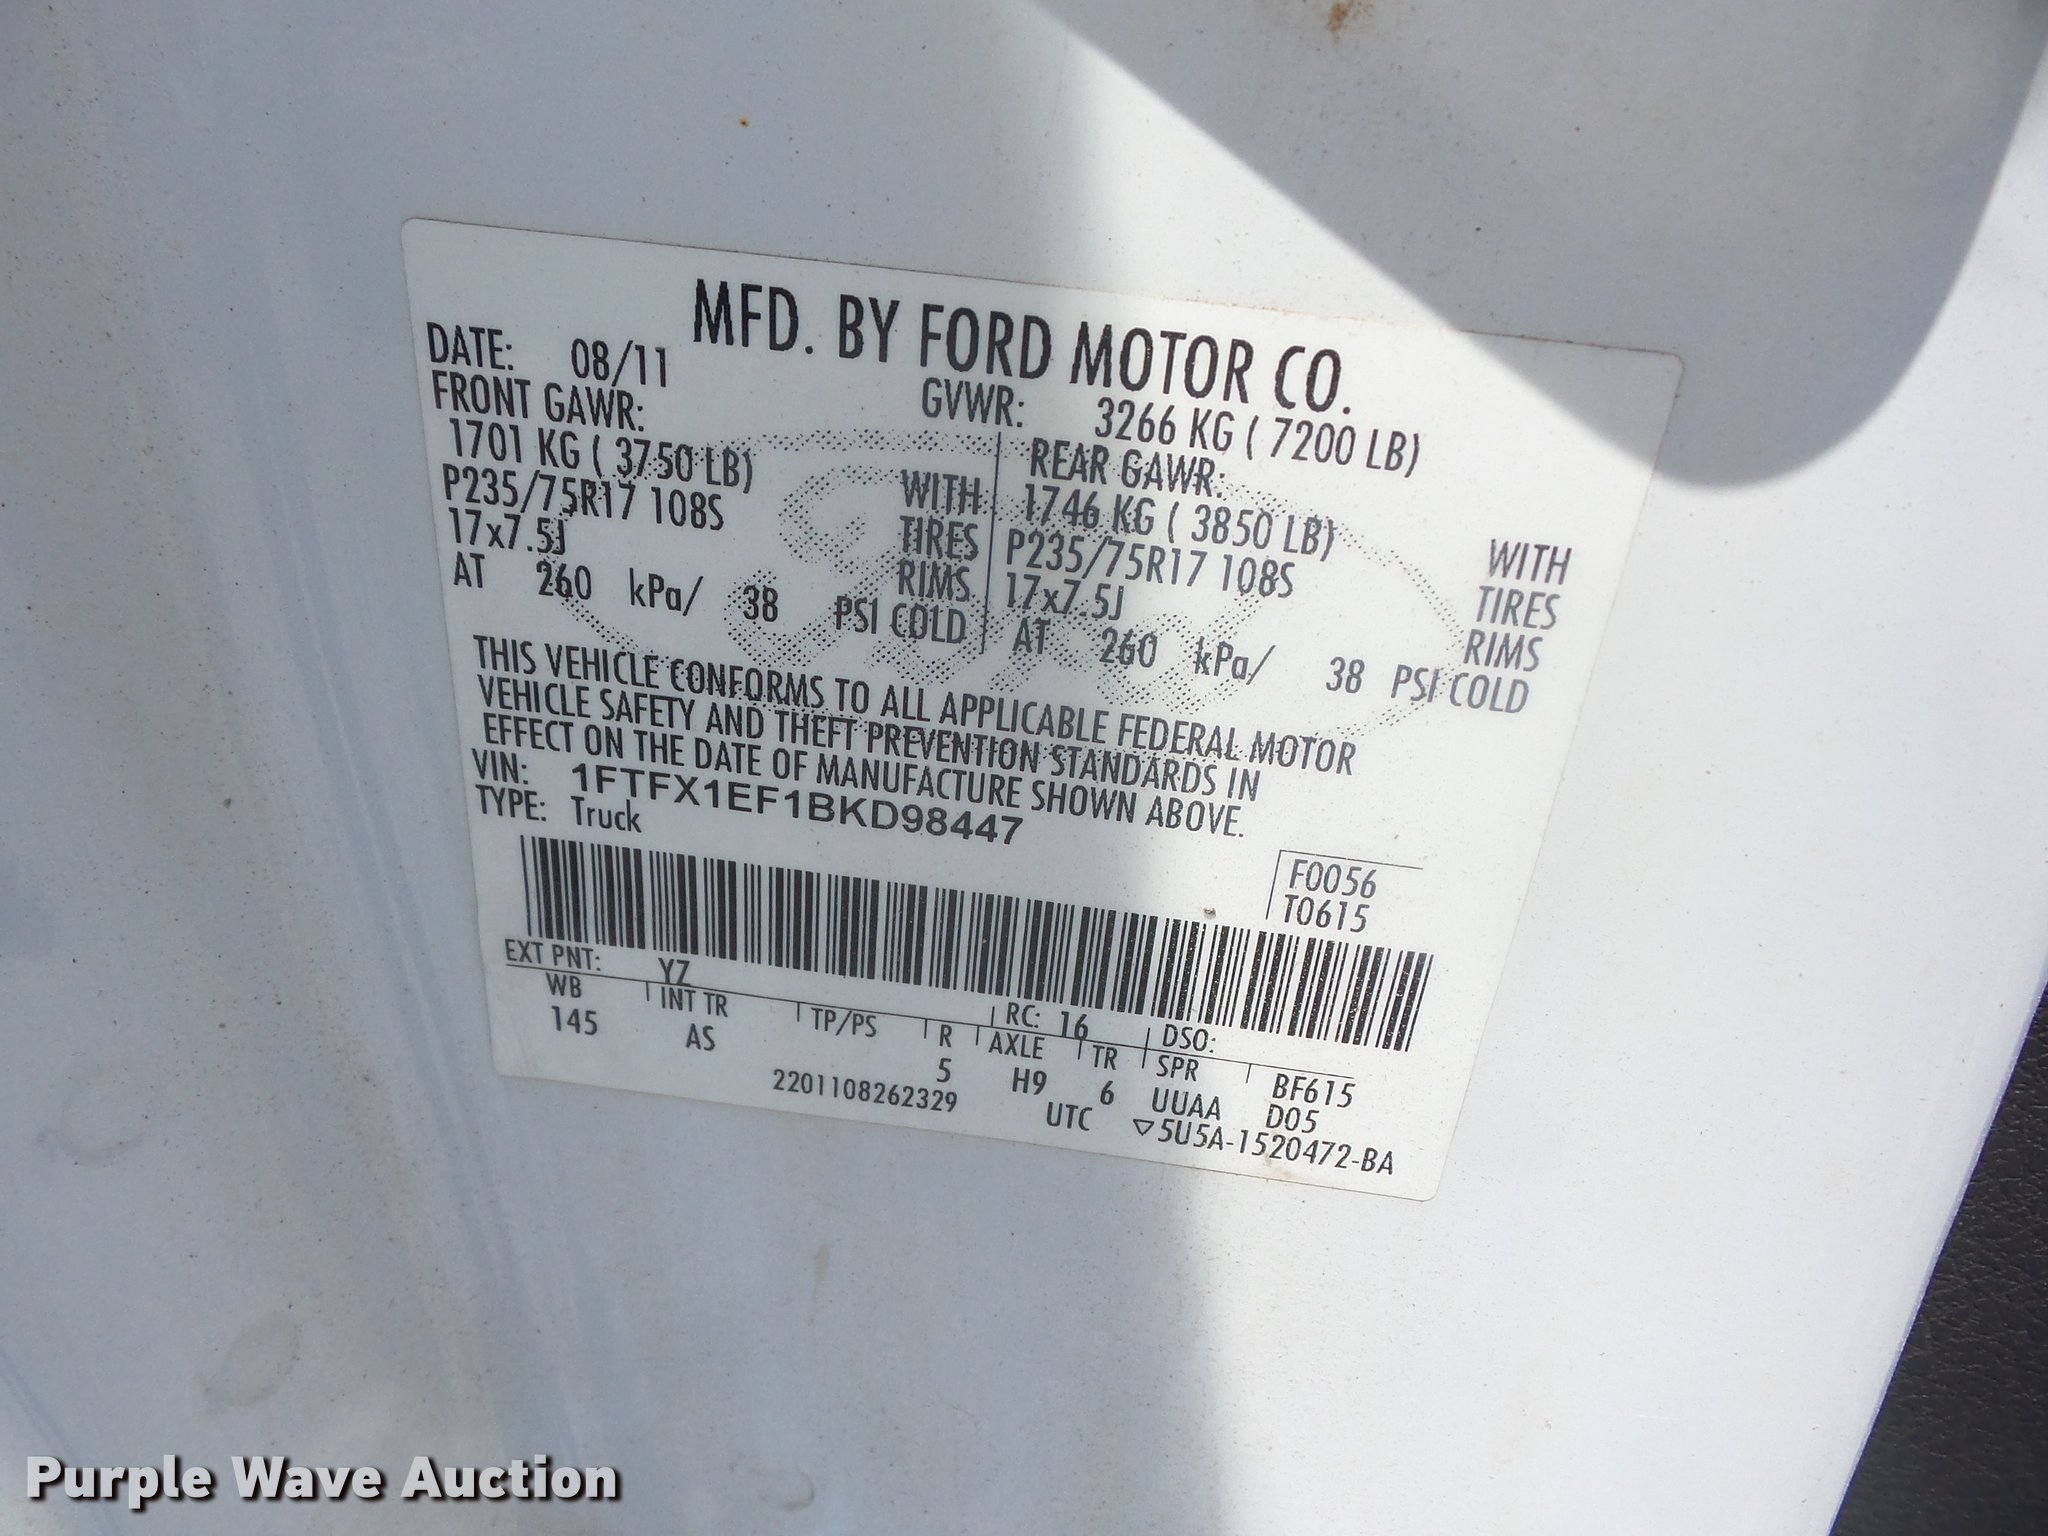 MFD. BY FORD MOTOR CO.
DATE: 08/11 GVWR: 3266 KG ( 7200 LB)
FRONT GAWR: REAR GAWR:
1701 KG ( 3750 LB) WITH 1746 KG ( 3850 LB) WITH
P235/75R17 108S TIRES P235/75R17 108S TIRES
17x7.5J RIMS 17x7.5J RIMS
AT 260 kPa/ 38 PSI COLD AT 260 kPa/ 38 PSI COLD
THIS VEHICLE CONFORMS TO ALL APPLICABLE FEDERAL MOTOR
VEHICLE SAFETY AND THEFT PREVENTION STANDARDS IN
EFFECT ON THE DATE OF MANUFACTURE SHOWN ABOVE.
VIN: 1FTFX1EF1BKD98447
TYPE: Truck
F0056
T0615
EXT PNT: YZ RC: 16 DSO:
WB INT TR TP/PS R AXLE TR SPR BF615
145 AS 5 H9 6 UUAA D05
2201108262329 UTC ▽5U5A-1520472-BA
Purple Wave Auction